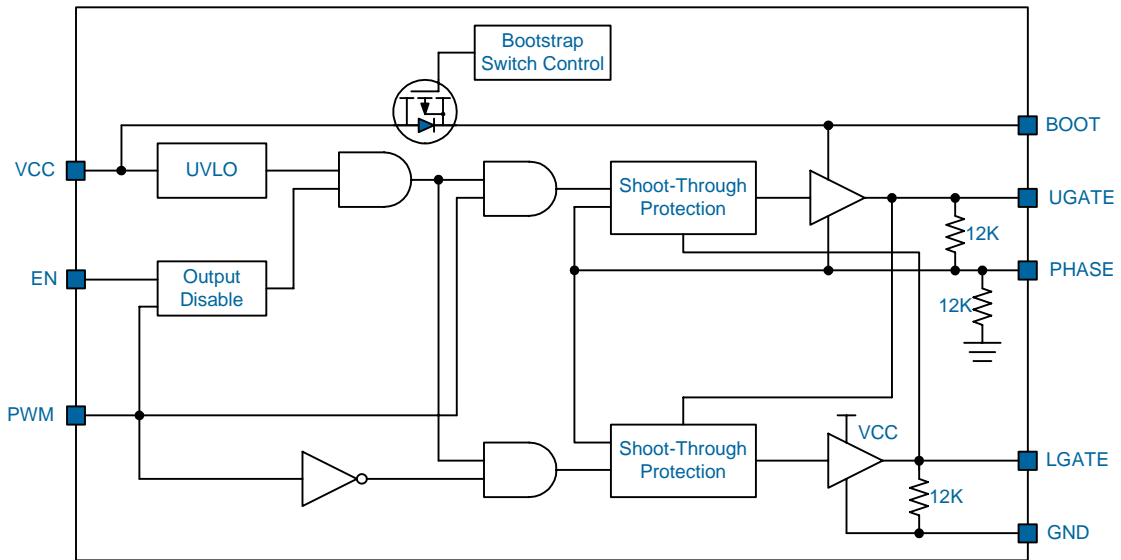 Bootstrap
Switch Control
BOOT
VCC
UVLO
Shoot-Through
Protection
UGATE
12K
EN
Output
Disable
PHASE
12K
PWM
VCC
Shoot-Through
Protection
LGATE
12K
GND